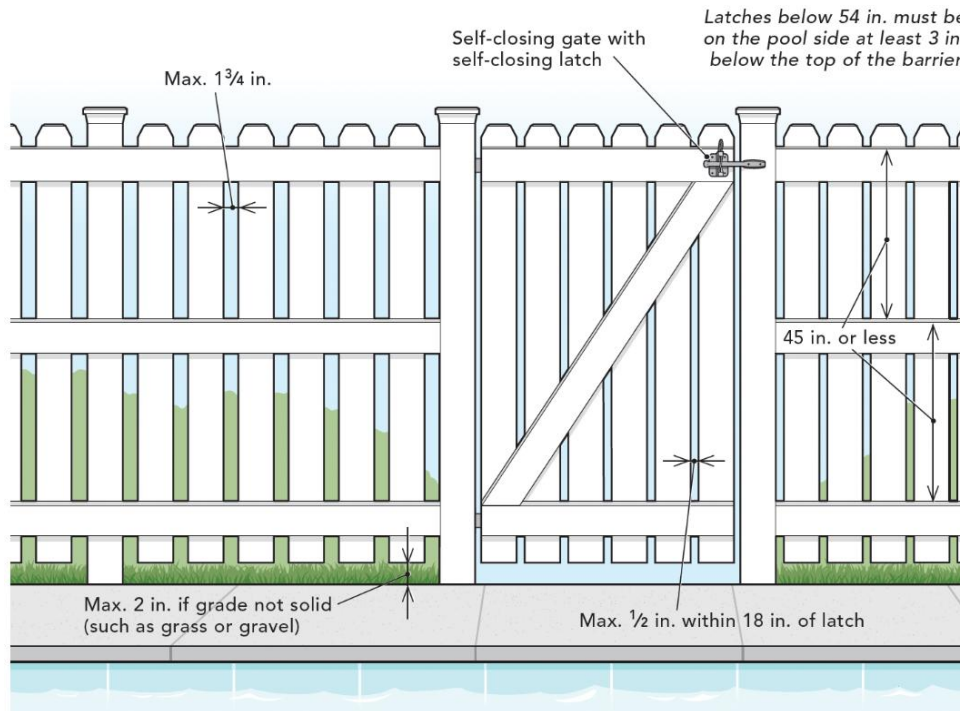 Latches below 54 in. must be
on the pool side at least 3 in
below the top of the barrier
Self-closing gate with
self-closing latch
Max. 1¾ in.
45 in. or less
Max. 2 in. if grade not solid
(such as grass or gravel)
Max. ½ in. within 18 in. of latch